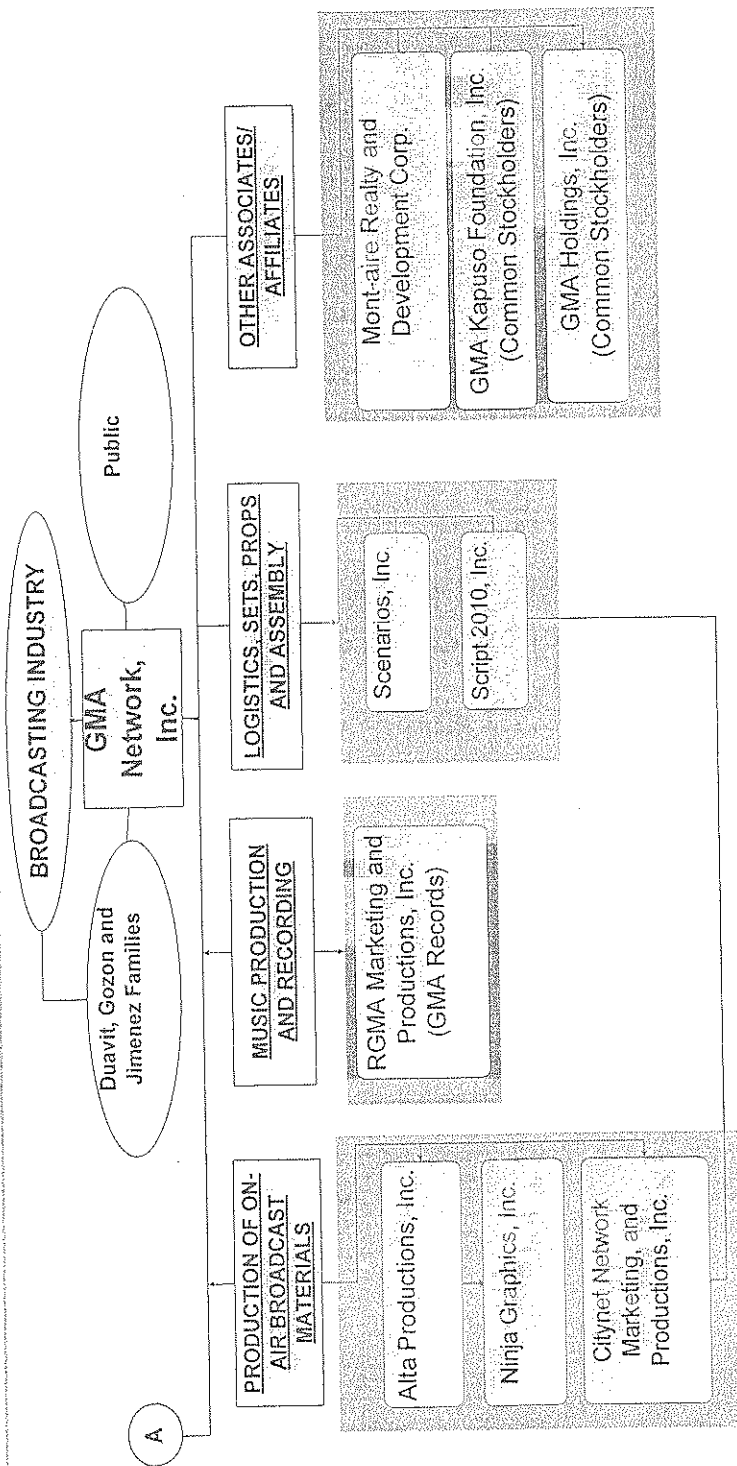 BROADCASTING INDUSTRY
Duavit, Gozon and
Jimenez Families
GMA
Network,
Inc.
Public
A
PRODUCTION OF ON-
AIR BROADCAST
MATERIALS
Alta Productions, Inc.
Ninja Graphics, Inc.
Citynet Network
Marketing, and
Productions, Inc.
MUSIC PRODUCTION
AND RECORDING
RGMA Marketing and
Productions, Inc.
(GMA Records)
LOGISTICS, SETS, PROPS
AND ASSEMBLY
Scenarios, Inc.
Script 2010, Inc.
OTHER ASSOCIATES/
AFFILIATES
Mont-aire Realty and
Development Corp.
GMA Kapuso Foundation, Inc.
(Common Stockholders)
GMA Holdings, Inc.
(Common Stockholders)